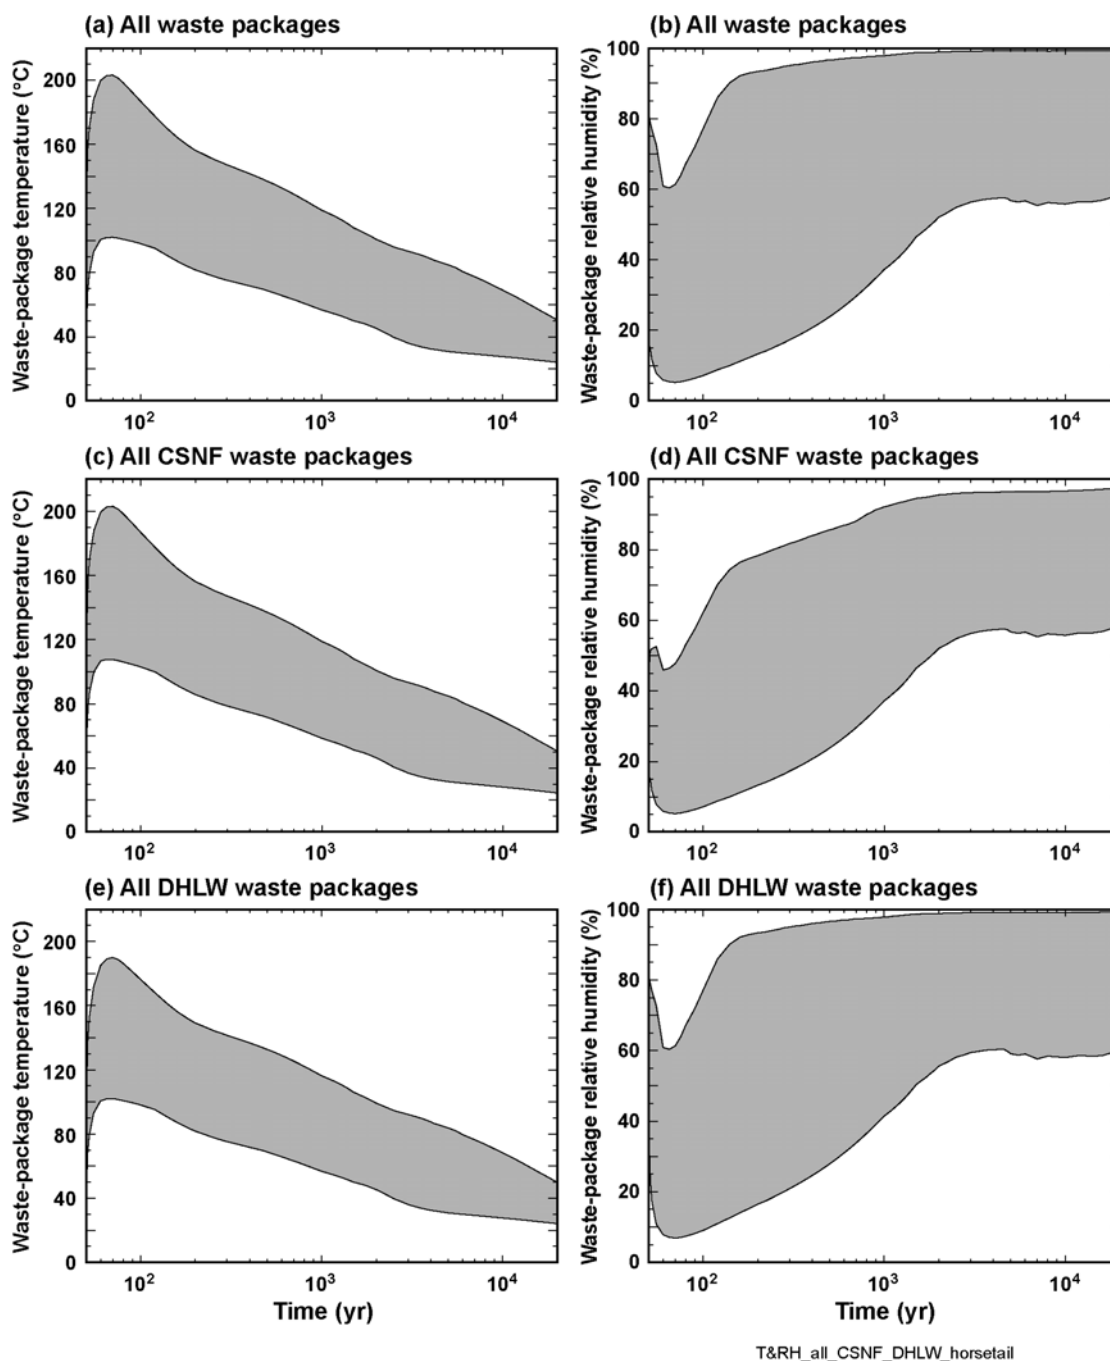 (a) All waste packages
(b) All waste packages
Waste-package temperature (°C)
200
160
120
80
40
0
10² 10³ 10⁴
Waste-package relative humidity (%)
100
80
60
40
20
0
10² 10³ 10⁴
(c) All CSNF waste packages
(d) All CSNF waste packages
Waste-package temperature (°C)
200
160
120
80
40
0
10² 10³ 10⁴
Waste-package relative humidity (%)
100
80
60
40
20
0
10² 10³ 10⁴
(e) All DHLW waste packages
(f) All DHLW waste packages
Waste-package temperature (°C)
200
160
120
80
40
0
10² 10³ 10⁴
Time (yr)
Waste-package relative humidity (%)
100
80
60
40
20
0
10² 10³ 10⁴
Time (yr)
T&RH_all_CSNF_DHLW_horsetail